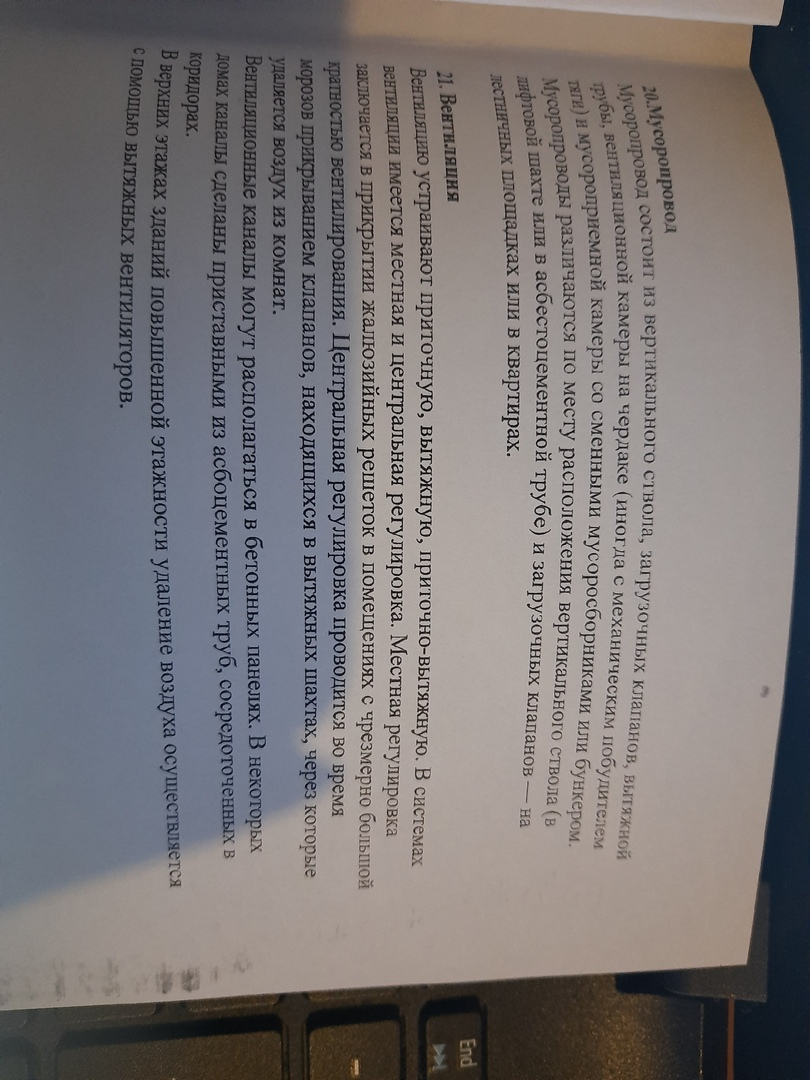 20.Мусоропровод
Мусоропровод состоит из вертикального ствола, загрузочных клапанов, вытяжной
трубы, вентиляционной камеры на чердаке (иногда с механическим побудителем
тяги) и мусороприемной камеры со сменными мусоросборниками или бункером.
Мусоропроводы различаются по месту расположения вертикального ствола (в
лифтовой шахте или в асбестоцементной трубе) и загрузочных клапанов — на
лестничных площадках или в квартирах.
21. Вентиляция
Вентиляцию устраивают приточную, вытяжную, приточно-вытяжную. В системах
вентиляции имеется местная и центральная регулировка. Местная регулировка
заключается в прикрытии жалюзийных решеток в помещениях с чрезмерно большой
кратностью вентилирования. Центральная регулировка проводится во время
морозов прикрыванием клапанов, находящихся в вытяжных шахтах, через которые
удаляется воздух из комнат.
Вентиляционные каналы могут располагаться в бетонных панелях. В некоторых
домах каналы сделаны приставными из асбоцементных труб, сосредоточенных в
коридорах.
В верхних этажах зданий повышенной этажности удаление воздуха осуществляется
с помощью вытяжных вентиляторов.
End